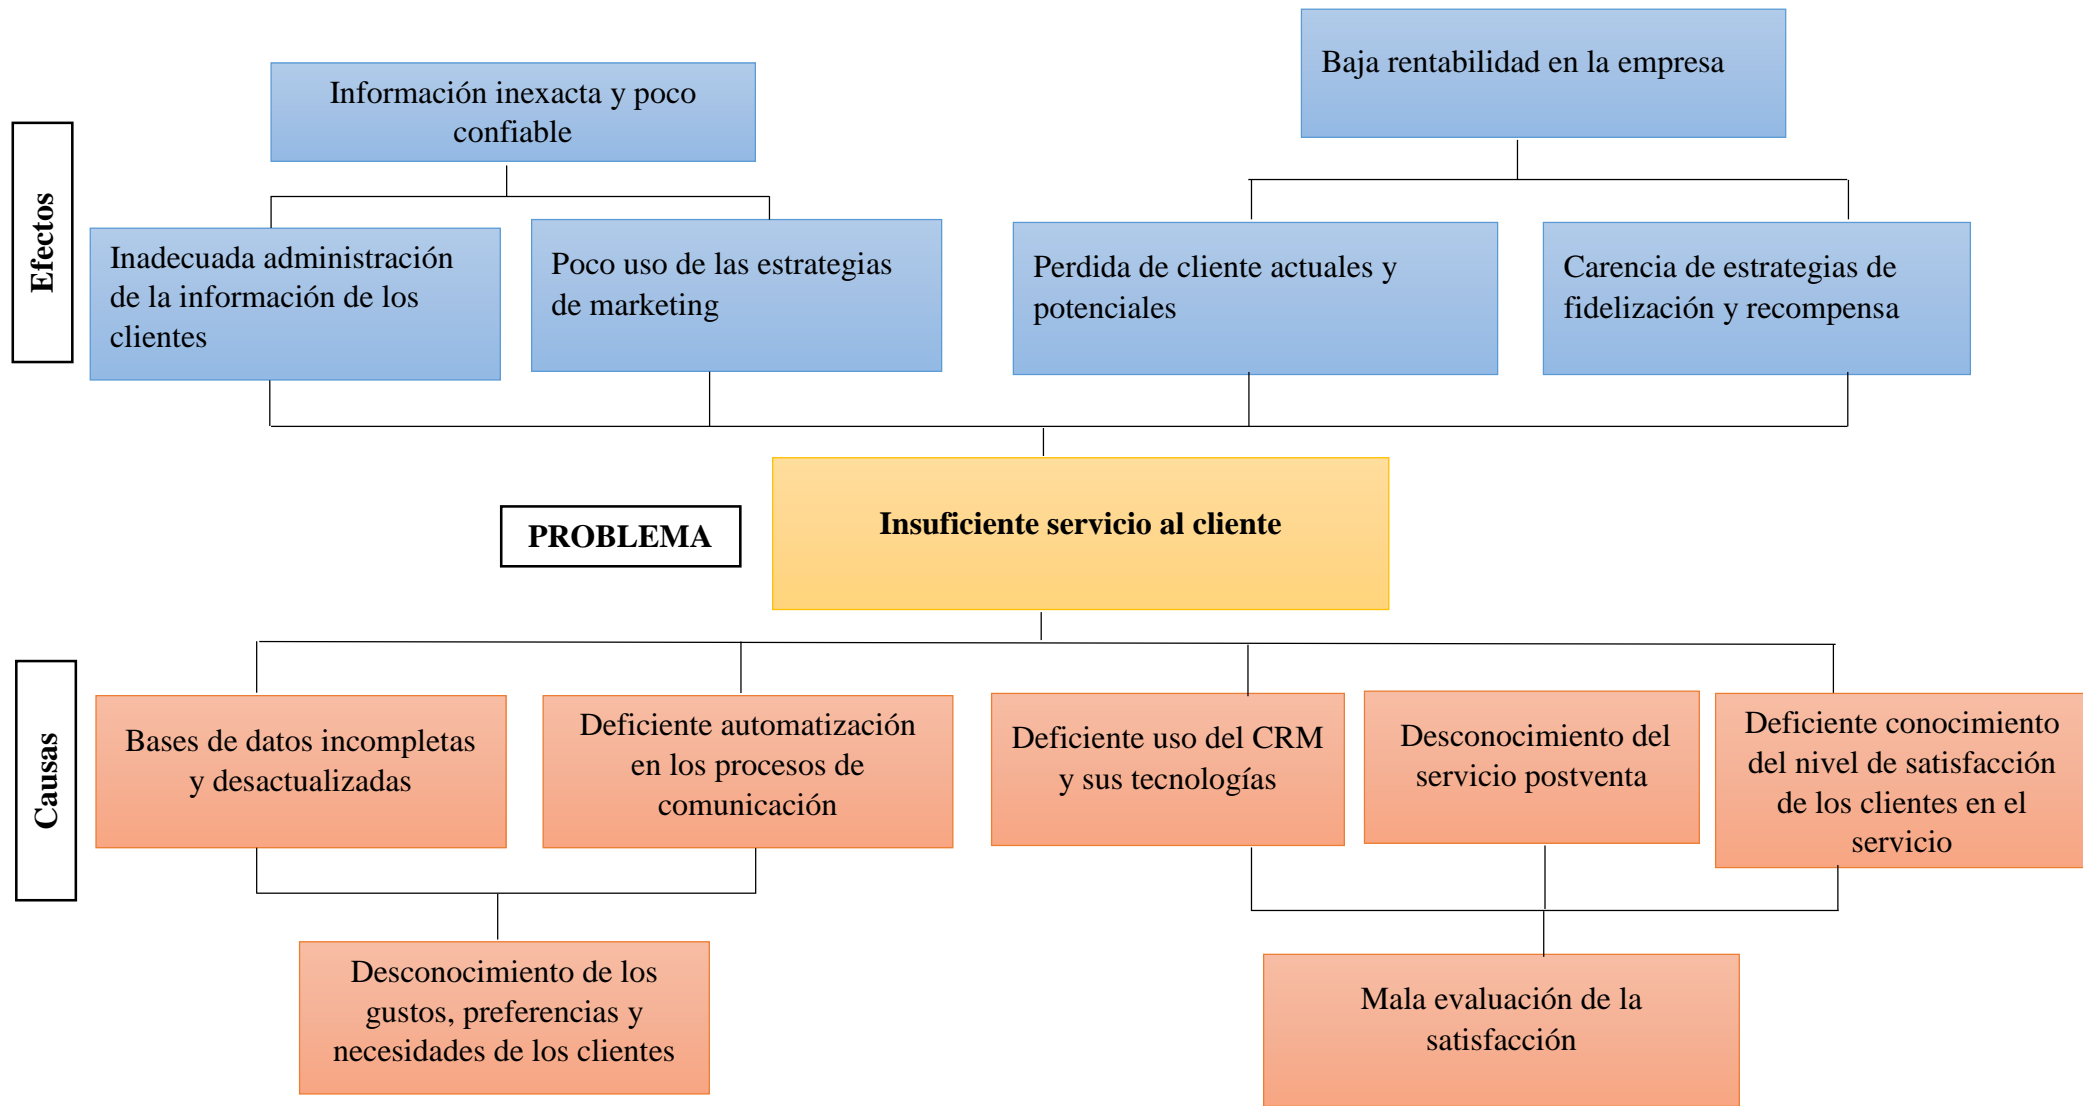 Baja rentabilidad en la empresa
Información inexacta y poco
confiable
Efectos
Inadecuada administración
de la información de los
clientes
Poco uso de las estrategias
de marketing
Perdida de cliente actuales y
potenciales
Carencia de estrategias de
fidelización y recompensa
PROBLEMA
Insuficiente servicio al cliente
Causas
Bases de datos incompletas
y desactualizadas
Deficiente automatización
en los procesos de
comunicación
Deficiente uso del CRM
y sus tecnologías
Desconocimiento del
servicio postventa
Deficiente conocimiento
del nivel de satisfacción
de los clientes en el
servicio
Desconocimiento de los
gustos, preferencias y
necesidades de los clientes
Mala evaluación de la
satisfacción